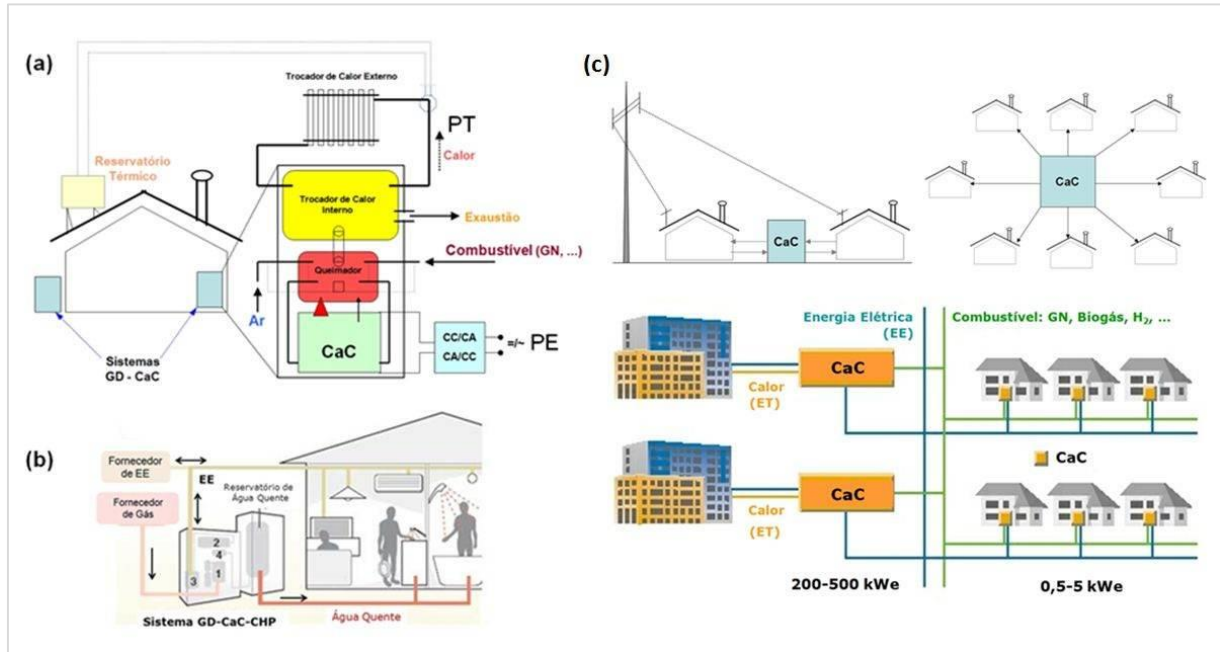 (a)
Trocador de Calor Externo
PT
Calor
Reservatório
Térmico
Trocador de Calor
Interno
Exaustão
Combustível (GN, ...)
Queimador
Ar
CaC
CC/CA
CA/CC
=/~ PE
Sistemas
GD - CaC
(b)
Fornecedor
de EE
EE
Fornecedor
de Gás
Reservatório de
Água Quente
2
4
1
3
Sistema GD-CaC-CHP
Água Quente
(c)
CaC
CaC
Energia Elétrica
(EE)
Combustível: GN, Biogás, H₂, ...
CaC
Calor
(ET)
CaC
CaC
Calor
(ET)
200-500 kWe
0,5-5 kWe